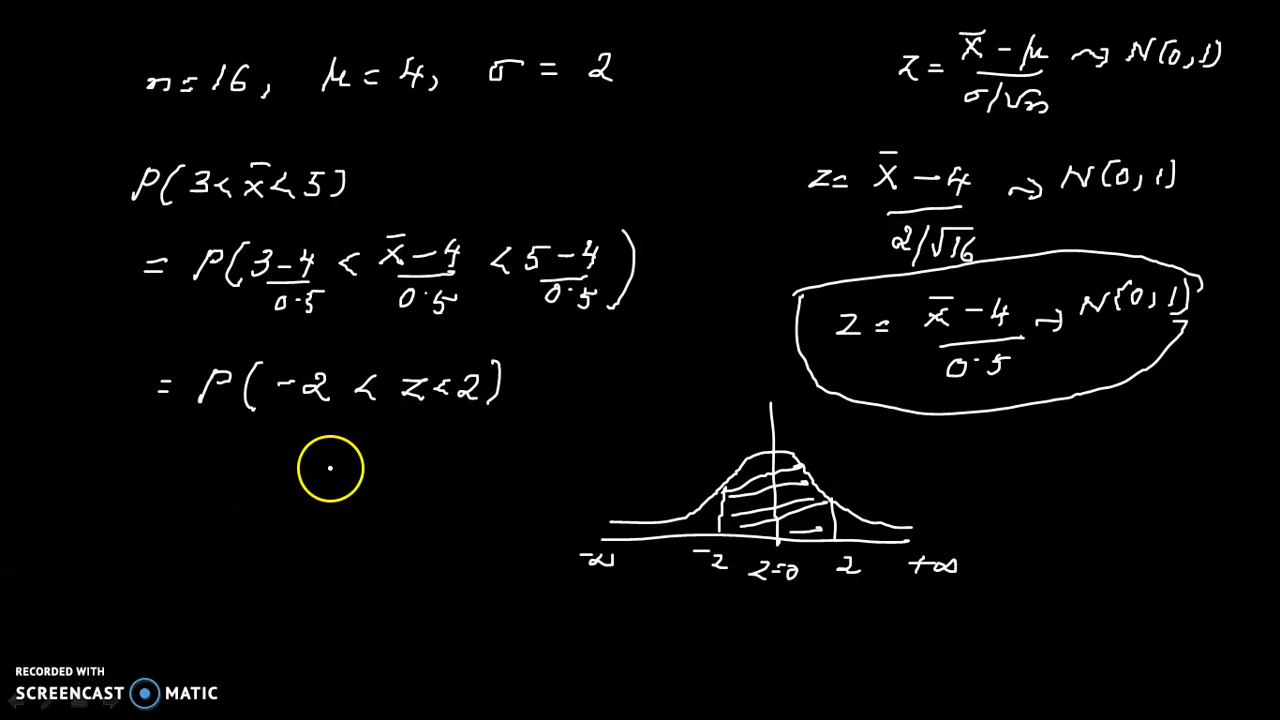 n = 16, μ = 4, σ = 2
z = (x̄ - μ)/(σ/√n) ⇝ N(0, 1)
P(3 < x̄ < 5)
z = (x̄ - 4)/(2/√16) ⇝ N(0, 1)
= P((3-4)/0.5 < (x̄-4)/0.5 < (5-4)/0.5)
z = (x̄ - 4)/0.5 ⇝ N(0, 1)
= P(-2 < z < 2)
-∞ -2 z=0 2 +∞
RECORDED WITH
SCREENCAST MATIC